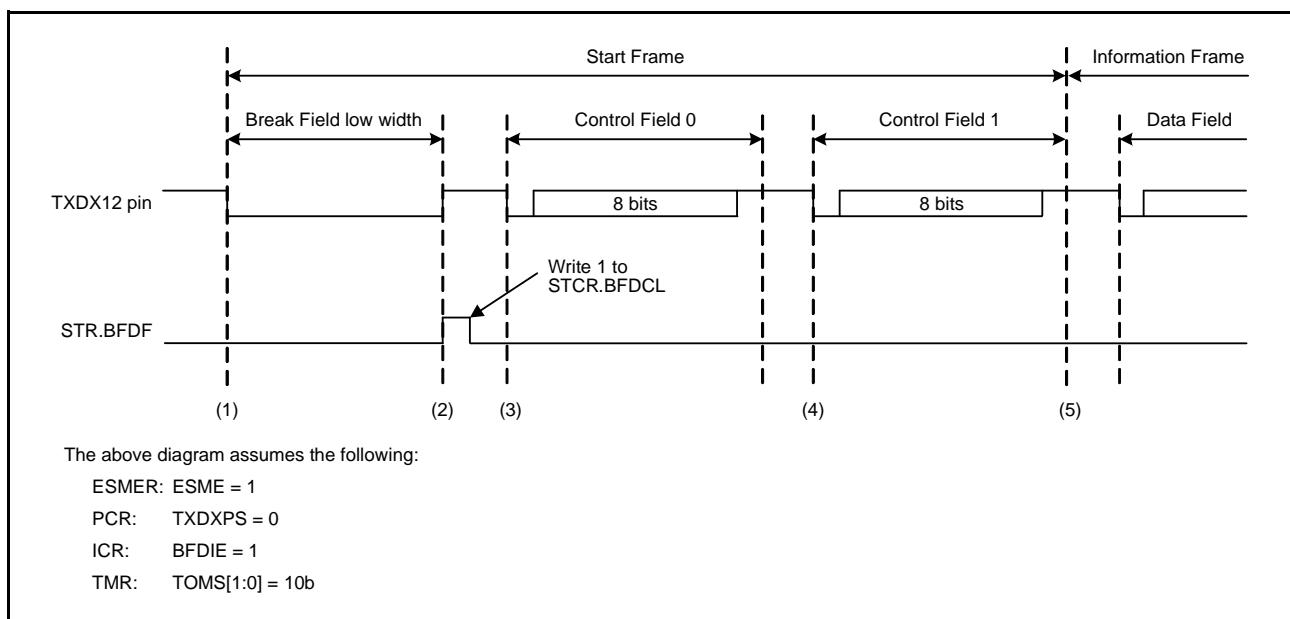 Start Frame Information Frame
Break Field low width Control Field 0 Control Field 1 Data Field
TXDX12 pin 8 bits 8 bits
Write 1 to
STCR.BFDCL
STR.BFDF
(1) (2) (3) (4) (5)
The above diagram assumes the following:
ESMER: ESME = 1
PCR: TXDXPS = 0
ICR: BFDIE = 1
TMR: TOMS[1:0] = 10b